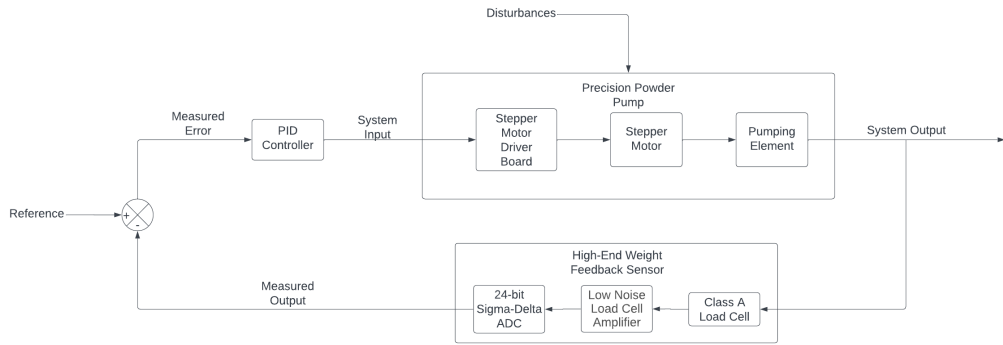 Disturbances
Precision Powder
Pump
Measured
Error
PID
Controller
System
Input
Stepper
Motor
Driver
Board
Stepper
Motor
Pumping
Element
System Output
Reference
+
-
High-End Weight
Feedback Sensor
Measured
Output
24-bit
Sigma-Delta
ADC
Low Noise
Load Cell
Amplifier
Class A
Load Cell